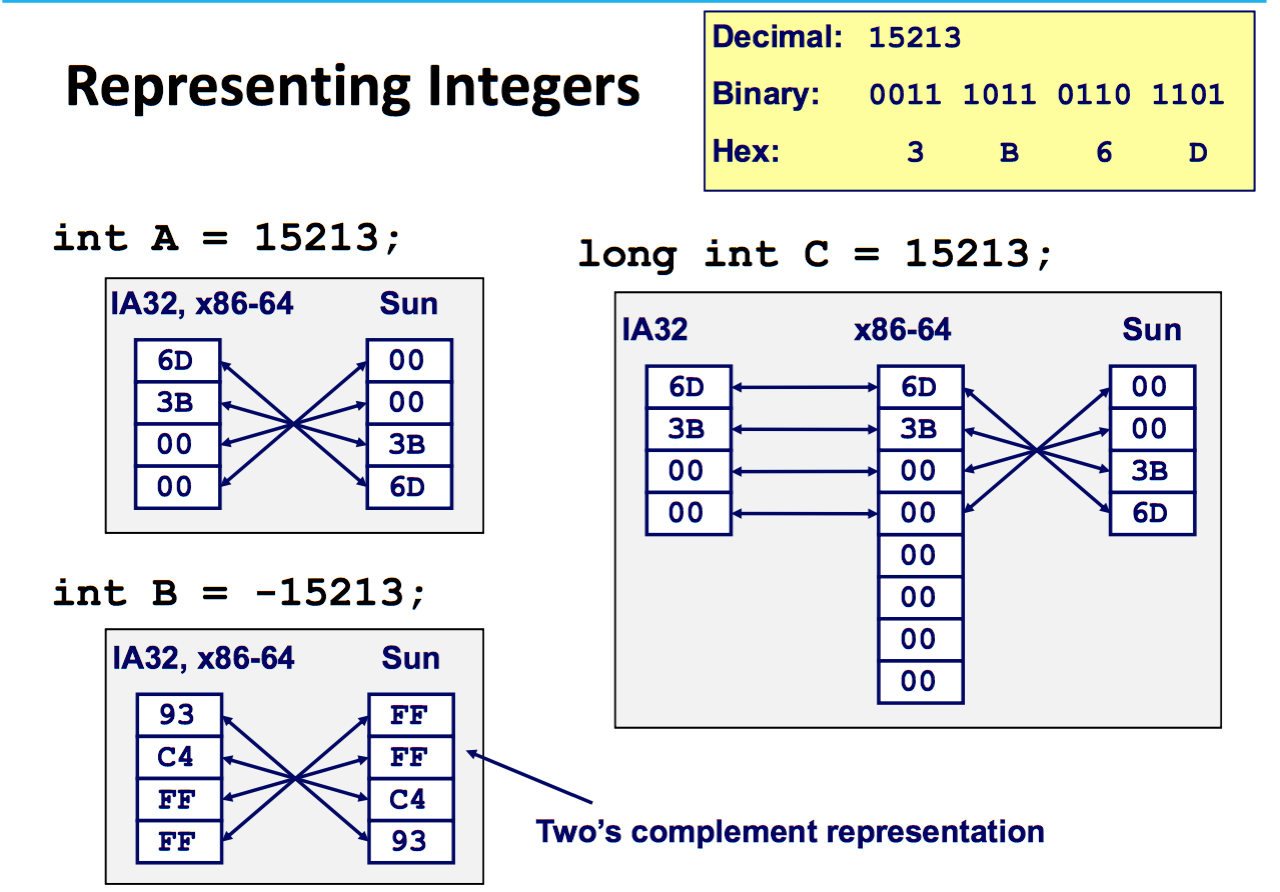 Representing Integers
Decimal: 15213
Binary: 0011 1011 0110 1101
Hex: 3 B 6 D
int A = 15213;
IA32, x86-64 Sun
6D 00
3B 00
00 3B
00 6D
int B = -15213;
IA32, x86-64 Sun
93 FF
C4 FF
FF C4
FF 93
Two's complement representation
long int C = 15213;
IA32 x86-64 Sun
6D 6D 00
3B 3B 00
00 00 3B
00 00 6D
00
00
00
00